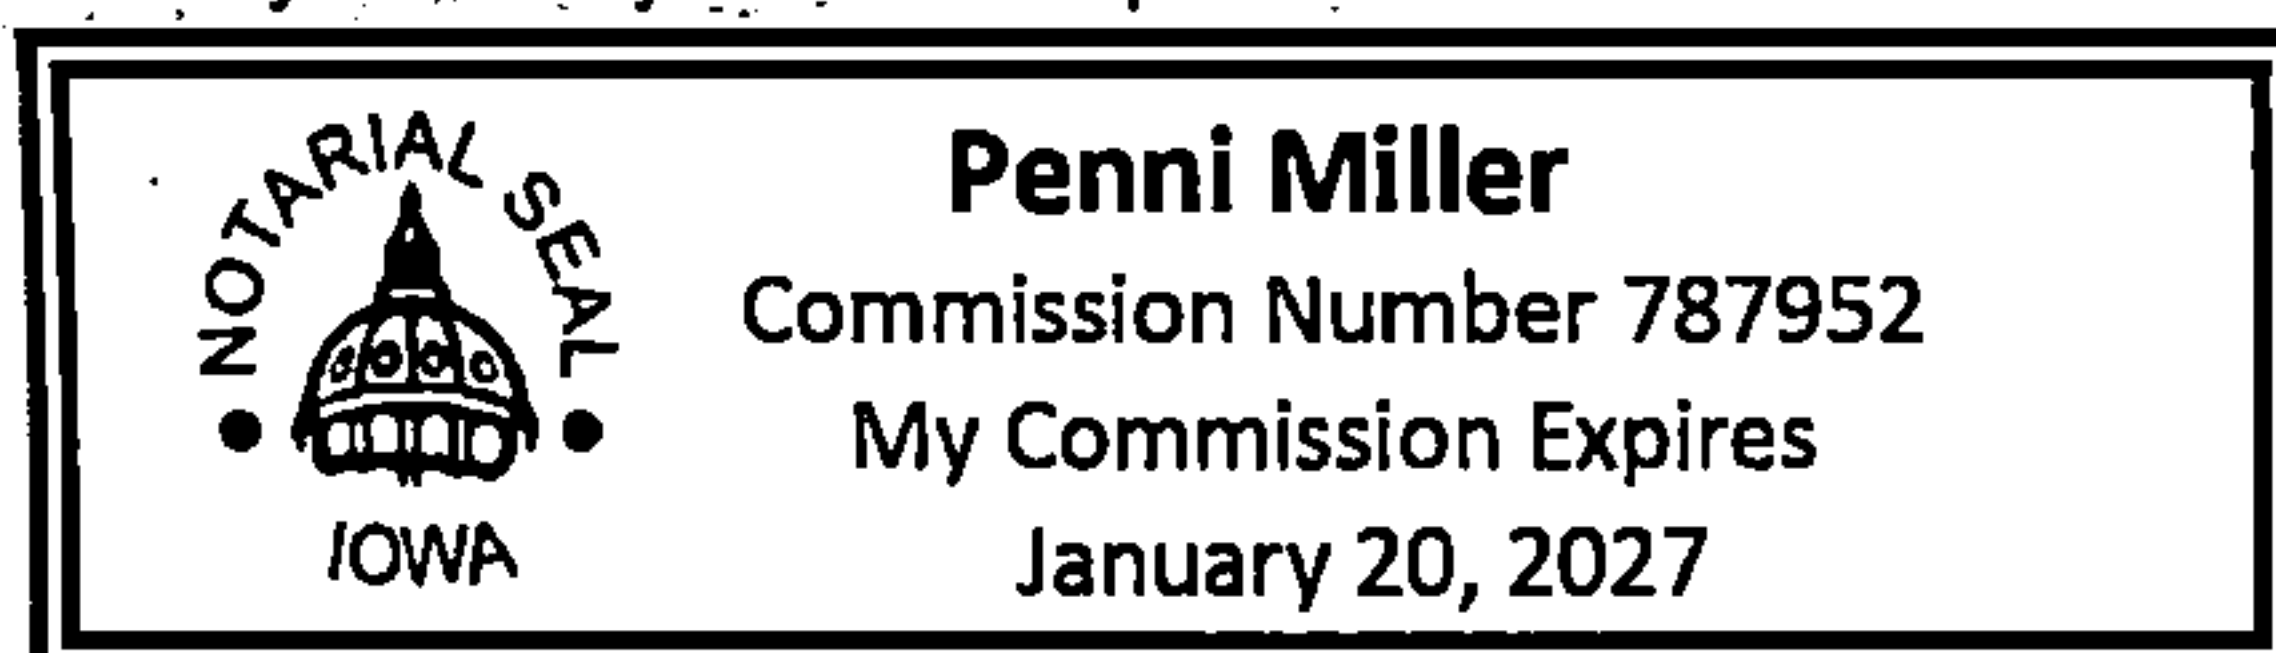 NOTARIAL SEAL
IOWA
Penni Miller
Commission Number 787952
My Commission Expires
January 20, 2027